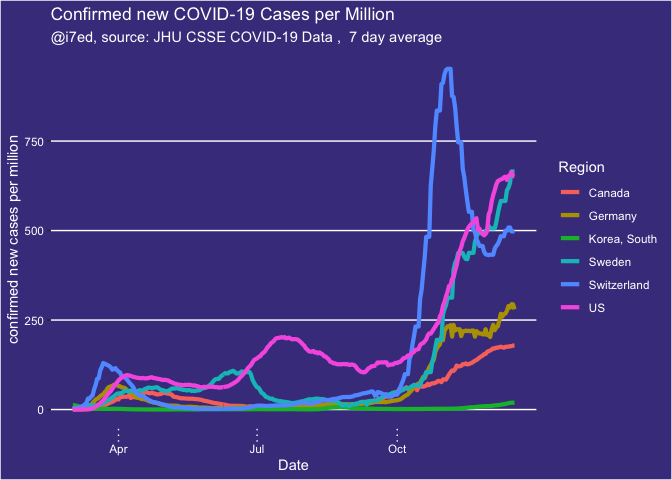 Confirmed new COVID-19 Cases per Million
@i7ed, source: JHU CSSE COVID-19 Data , 7 day average
confirmed new cases per million
750
500
250
0
Apr
Jul
Oct
Date
Region
Canada
Germany
Korea, South
Sweden
Switzerland
US